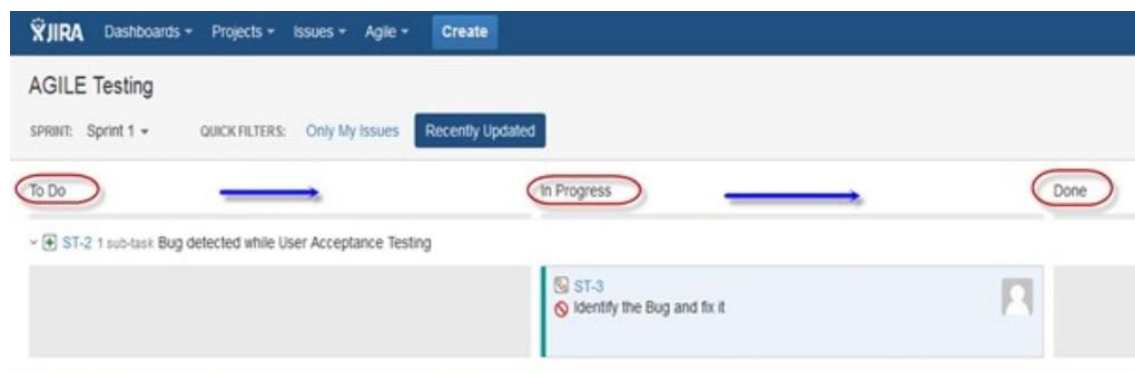 JIRA Dashboards Projects Issues Agile Create
AGILE Testing
SPRINT: Sprint 1 QUICK FILTERS: Only My Issues Recently Updated
To Do In Progress Done
ST-2 1 sub-task Bug detected while User Acceptance Testing
ST-3
Identify the Bug and fix it